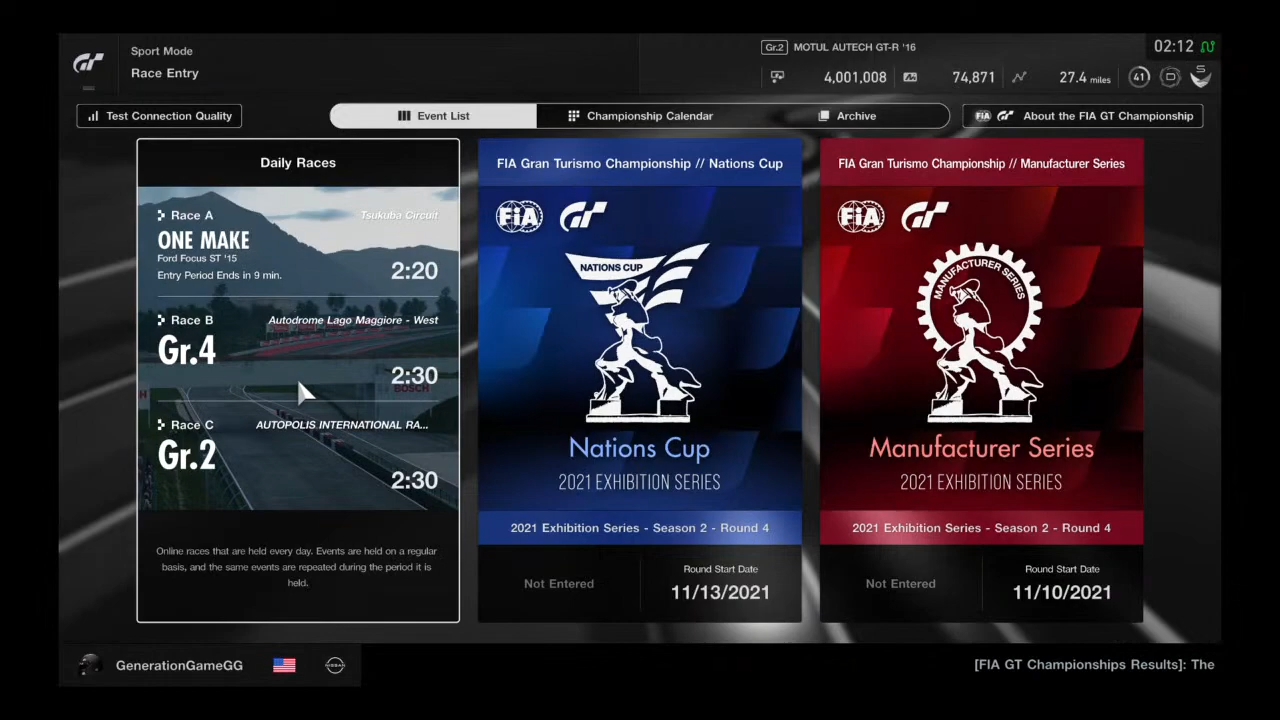 Sport Mode
Race Entry
Gr.2 MOTUL AUTECH GT-R '16
02:12
4,001,008 74,871 27.4 miles 41 D S
Test Connection Quality
Event List
Championship Calendar
Archive
FIA GT About the FIA GT Championship
Daily Races
Race A Tsukuba Circuit
ONE MAKE
Ford Focus ST '15
Entry Period Ends in 9 min. 2:20
Race B Autodrome Lago Maggiore - West
Gr.4
2:30
BOSCH
Race C AUTOPOLIS INTERNATIONAL RA...
Gr.2
2:30
Online races that are held every day. Events are held on a regular
basis, and the same events are repeated during the period it is
held.
FIA Gran Turismo Championship // Nations Cup
FIA GT
NATIONS CUP
Nations Cup
2021 EXHIBITION SERIES
2021 Exhibition Series - Season 2 - Round 4
Not Entered
Round Start Date
11/13/2021
FIA Gran Turismo Championship // Manufacturer Series
FIA GT
MANUFACTURER SERIES
Manufacturer Series
2021 EXHIBITION SERIES
2021 Exhibition Series - Season 2 - Round 4
Not Entered
Round Start Date
11/10/2021
GenerationGameGG
NISSAN
[FIA GT Championships Results]: The